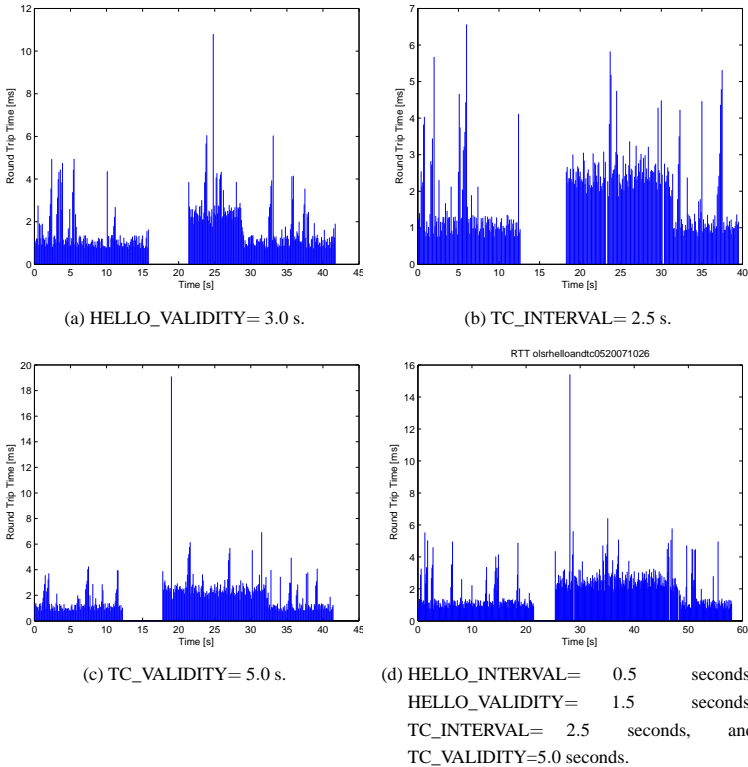 12
10
8
6
4
2
0
Round Trip Time [ms]
0 5 10 15 20 25 30 35 40 45
Time [s]
(a) HELLO_VALIDITY= 3.0 s.
7
6
5
4
3
2
1
0
Round Trip Time [ms]
0 5 10 15 20 25 30 35 40
Time [s]
(b) TC_INTERVAL= 2.5 s.
20
18
16
14
12
10
8
6
4
2
0
Round Trip Time [ms]
0 5 10 15 20 25 30 35 40 45
Time [s]
(c) TC_VALIDITY= 5.0 s.
RTT olsrhelloandtc0520071026
16
14
12
10
8
6
4
2
0
Round Trip Time [ms]
0 10 20 30 40 50 60
Time [s]
(d) HELLO_INTERVAL= 0.5 seconds
HELLO_VALIDITY= 1.5 seconds
TC_INTERVAL= 2.5 seconds, and
TC_VALIDITY=5.0 seconds.